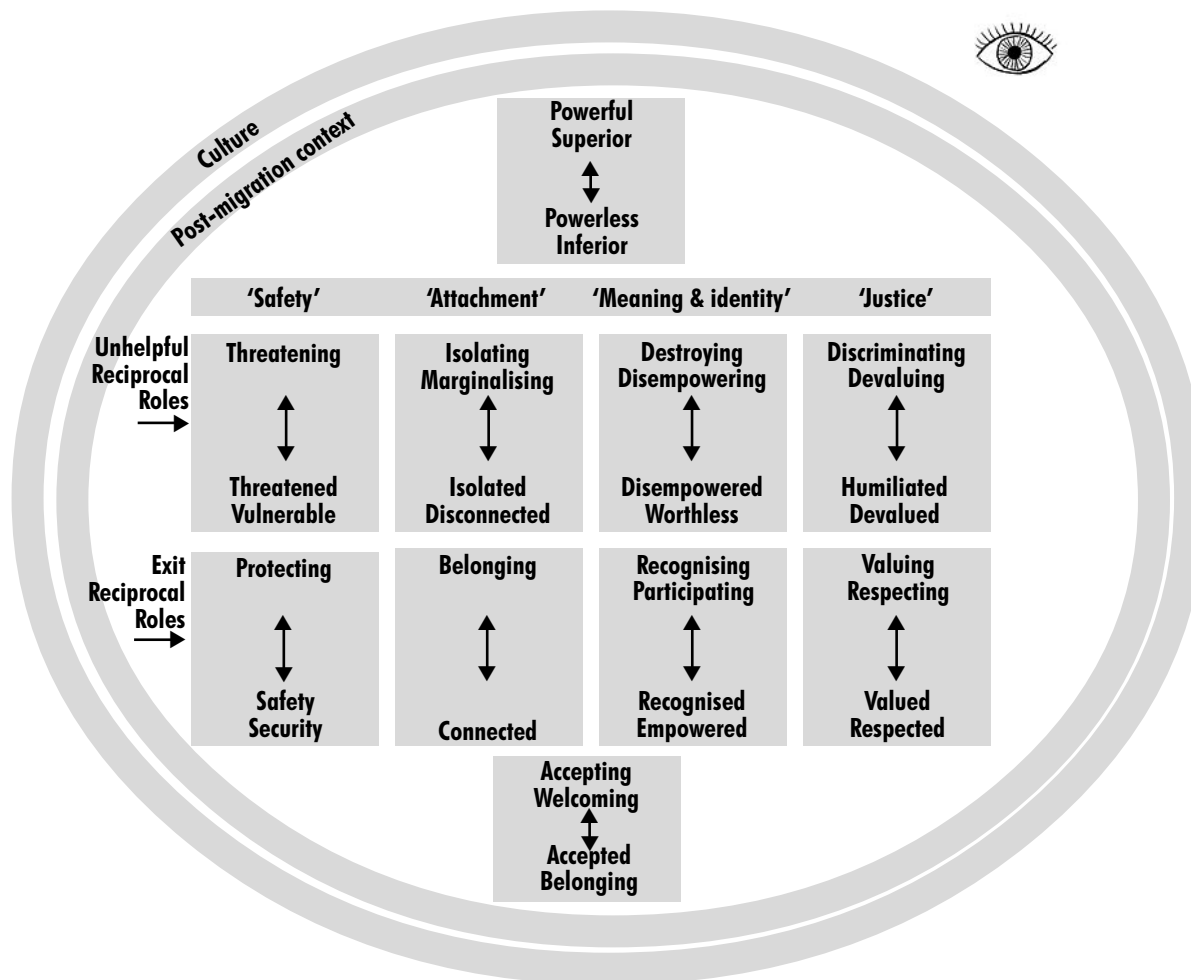 Culture
Post-migration context
Powerful
Superior
Powerless
Inferior
‘Safety’
‘Attachment’
‘Meaning & identity’
‘Justice’
Unhelpful
Reciprocal
Roles
Threatening
Threatened
Vulnerable
Isolating
Marginalising
Isolated
Disconnected
Destroying
Disempowering
Disempowered
Worthless
Discriminating
Devaluing
Humiliated
Devalued
Exit
Reciprocal
Roles
Protecting
Safety
Security
Belonging
Connected
Recognising
Participating
Recognised
Empowered
Valuing
Respecting
Valued
Respected
Accepting
Welcoming
Accepted
Belonging